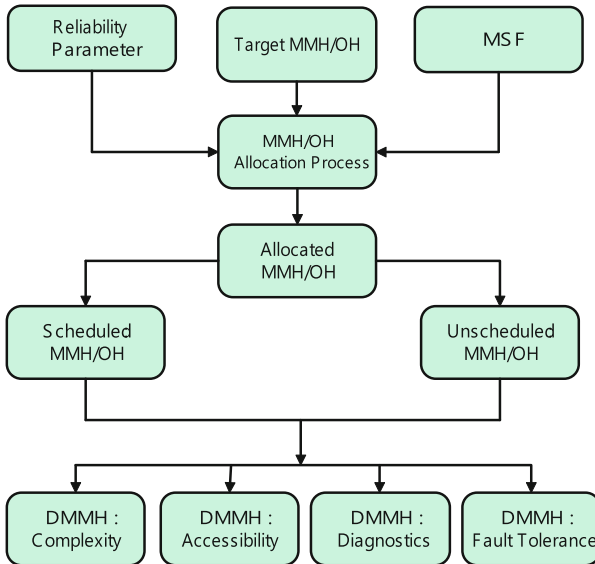 Reliability
Parameter
Target MMH/OH
MSF
MMH/OH
Allocation Process
Allocated
MMH/OH
Scheduled
MMH/OH
Unscheduled
MMH/OH
DMMH :
Complexity
DMMH :
Accessibility
DMMH :
Diagnostics
DMMH :
Fault Tolerance